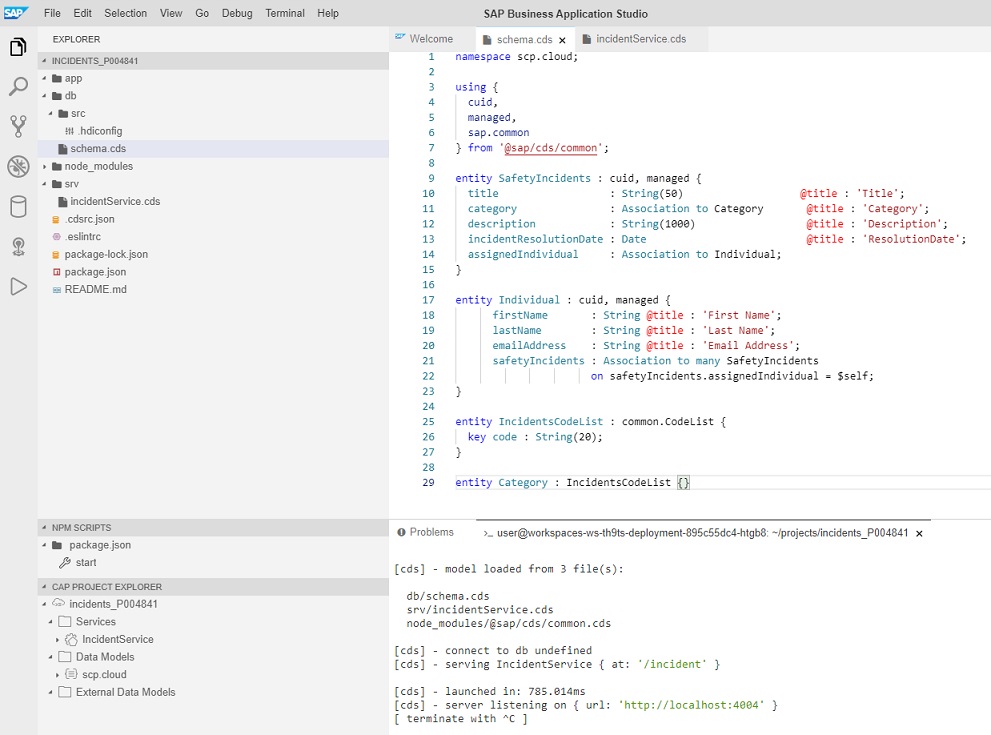 SAP File Edit Selection View Go Debug Terminal Help SAP Business Application Studio
EXPLORER
INCIDENTS_P004841
app
db
src
.hdiconfig
schema.cds
node_modules
srv
incidentService.cds
.cdsrc.json
.eslintrc
package-lock.json
package.json
README.md
NPM SCRIPTS
package.json
start
CAP PROJECT EXPLORER
incidents_P004841
Services
IncidentService
Data Models
scp.cloud
External Data Models
Welcome schema.cds incidentService.cds
1 namespace scp.cloud;
2
3 using {
4 cuid,
5 managed,
6 sap.common
7 } from '@sap/cds/common';
8
9 entity SafetyIncidents : cuid, managed {
10 title : String(50) @title : 'Title';
11 category : Association to Category @title : 'Category';
12 description : String(1000) @title : 'Description';
13 incidentResolutionDate : Date @title : 'ResolutionDate';
14 assignedIndividual : Association to Individual;
15 }
16
17 entity Individual : cuid, managed {
18 firstName : String @title : 'First Name';
19 lastName : String @title : 'Last Name';
20 emailAddress : String @title : 'Email Address';
21 safetyIncidents : Association to many SafetyIncidents
22 on safetyIncidents.assignedIndividual = $self;
23 }
24
25 entity IncidentsCodeList : common.CodeList {
26 key code : String(20);
27 }
28
29 entity Category : IncidentsCodeList {}
Problems >_ user@workspaces-ws-th9ts-deployment-895c55dc4-htgb8: ~/projects/incidents_P004841
[cds] - model loaded from 3 file(s):
db/schema.cds
srv/incidentService.cds
node_modules/@sap/cds/common.cds
[cds] - connect to db undefined
[cds] - serving IncidentService { at: '/incident' }
[cds] - launched in: 785.014ms
[cds] - server listening on { url: 'http://localhost:4004' }
[ terminate with ^C ]